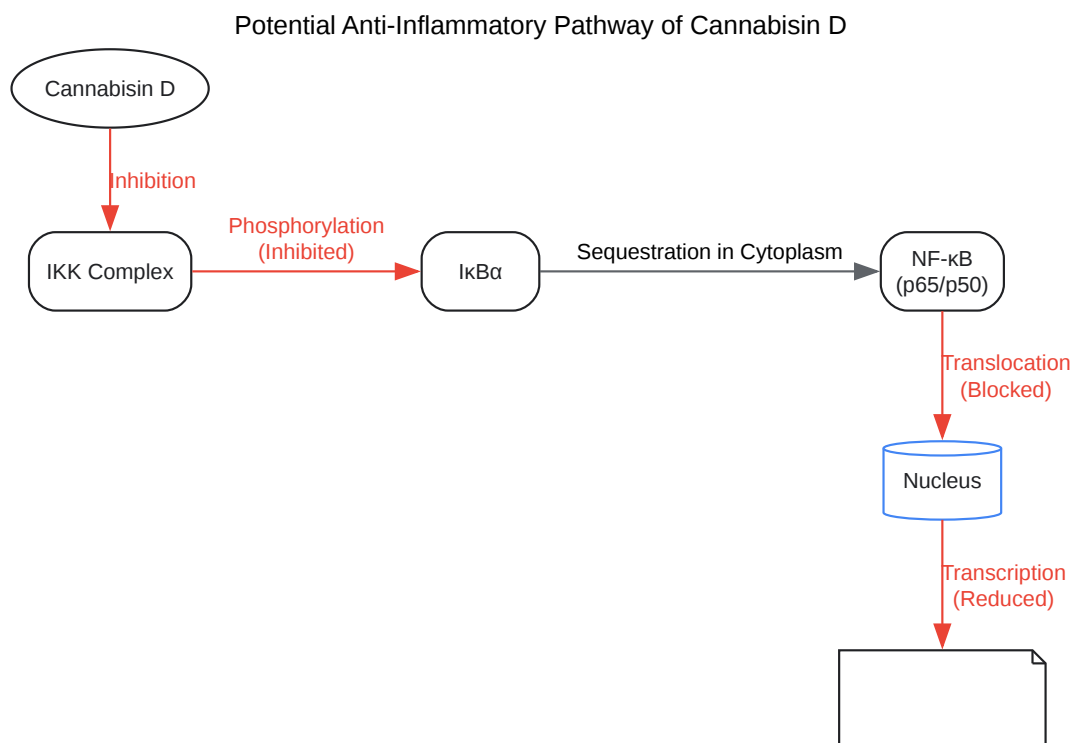 Potential Anti-Inflammatory Pathway of Cannabisin D
Cannabisin D
Inhibition
IKK Complex
Phosphorylation
(Inhibited)
IκBα
Sequestration in Cytoplasm
NF-κB
(p65/p50)
Translocation
(Blocked)
Nucleus
Transcription
(Reduced)